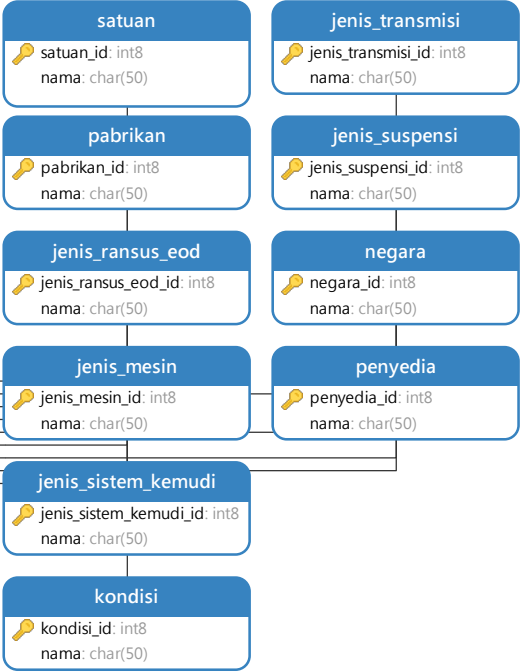 satuan
satuan_id: int8
nama: char(50)
jenis_transmisi
jenis_transmisi_id: int8
nama: char(50)
pabrikan
pabrikan_id: int8
nama: char(50)
jenis_suspensi
jenis_suspensi_id: int8
nama: char(50)
jenis_ransus_eod
jenis_ransus_eod_id: int8
nama: char(50)
negara
negara_id: int8
nama: char(50)
jenis_mesin
jenis_mesin_id: int8
nama: char(50)
penyedia
penyedia_id: int8
nama: char(50)
jenis_sistem_kemudi
jenis_sistem_kemudi_id: int8
nama: char(50)
kondisi
kondisi_id: int8
nama: char(50)